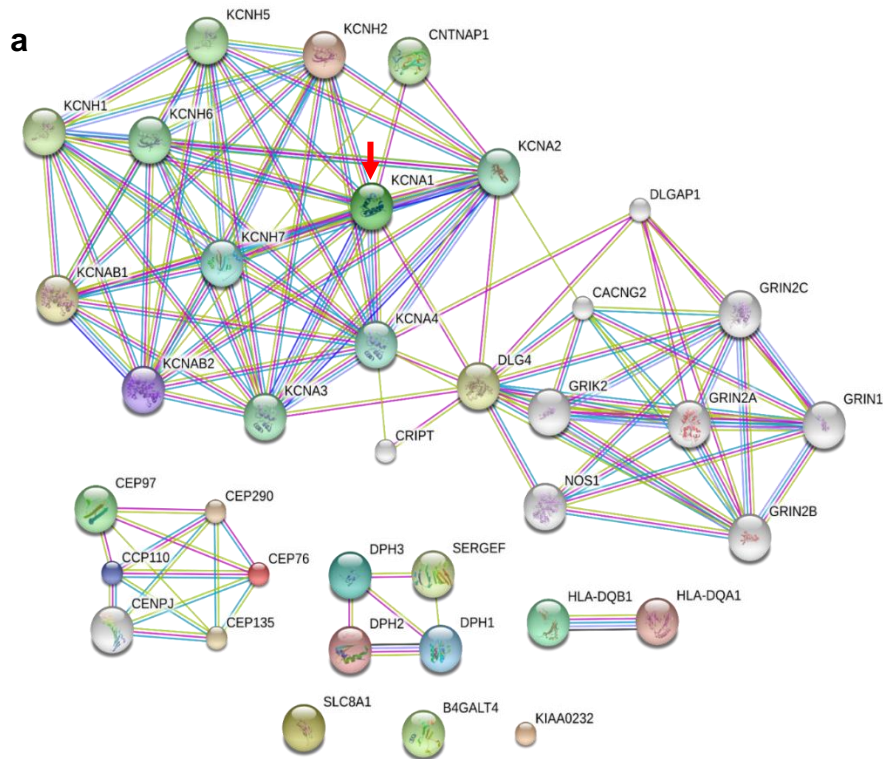 a
KCNH5
KCNH2
CNTNAP1
KCNH1
KCNH6
KCNA2
KCNA1
DLGAP1
KCNH7
KCNAB1
CACNG2
GRIN2C
KCNA4
DLG4
KCNAB2
GRIK2
GRIN2A
GRIN1
KCNA3
CRIPT
NOS1
GRIN2B
CEP97
CEP290
CCP110
CEP76
CENPJ
CEP135
DPH3
SERGEF
DPH2
DPH1
HLA-DQB1
HLA-DQA1
SLC8A1
B4GALT4
KIAA0232